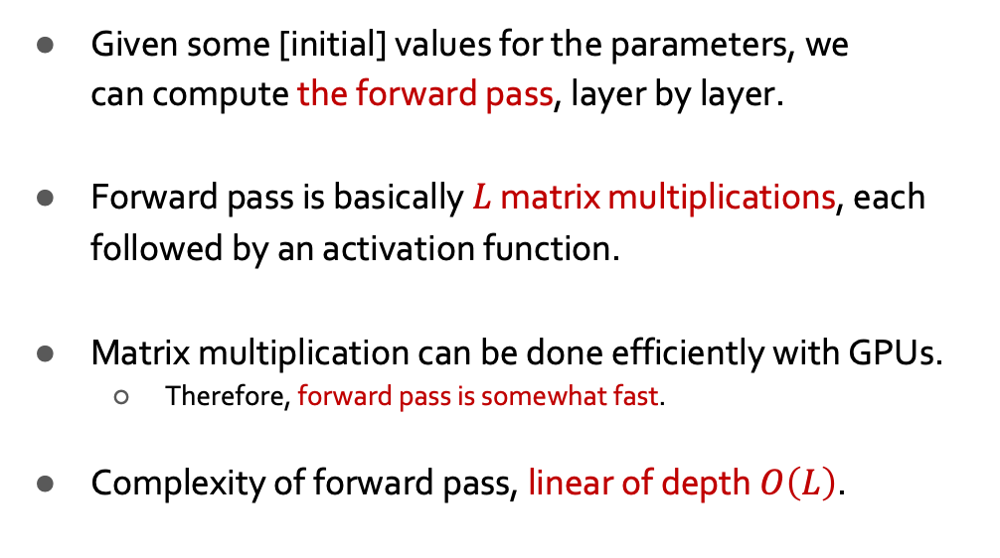 ● Given some [initial] values for the parameters, we
can compute the forward pass, layer by layer.
● Forward pass is basically L matrix multiplications, each
followed by an activation function.
● Matrix multiplication can be done efficiently with GPUs.
○ Therefore, forward pass is somewhat fast.
● Complexity of forward pass, linear of depth O(L).